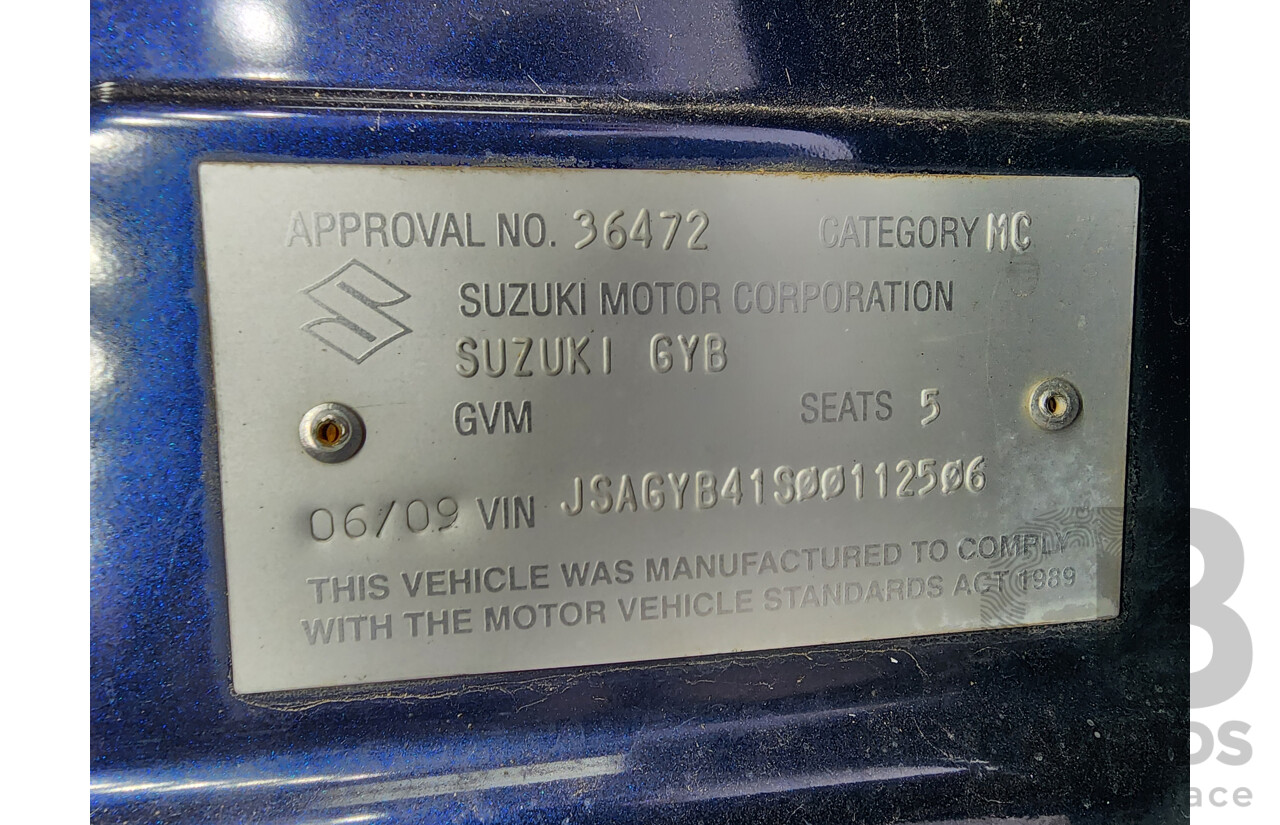 APPROVAL NO. 36472 CATEGORY MC
SUZUKI MOTOR CORPORATION
SUZUKI GYB
GVM SEATS 5
06/09 VIN JSAGYB41S00112506
THIS VEHICLE WAS MANUFACTURED TO COMPLY
WITH THE MOTOR VEHICLE STANDARDS ACT 1989